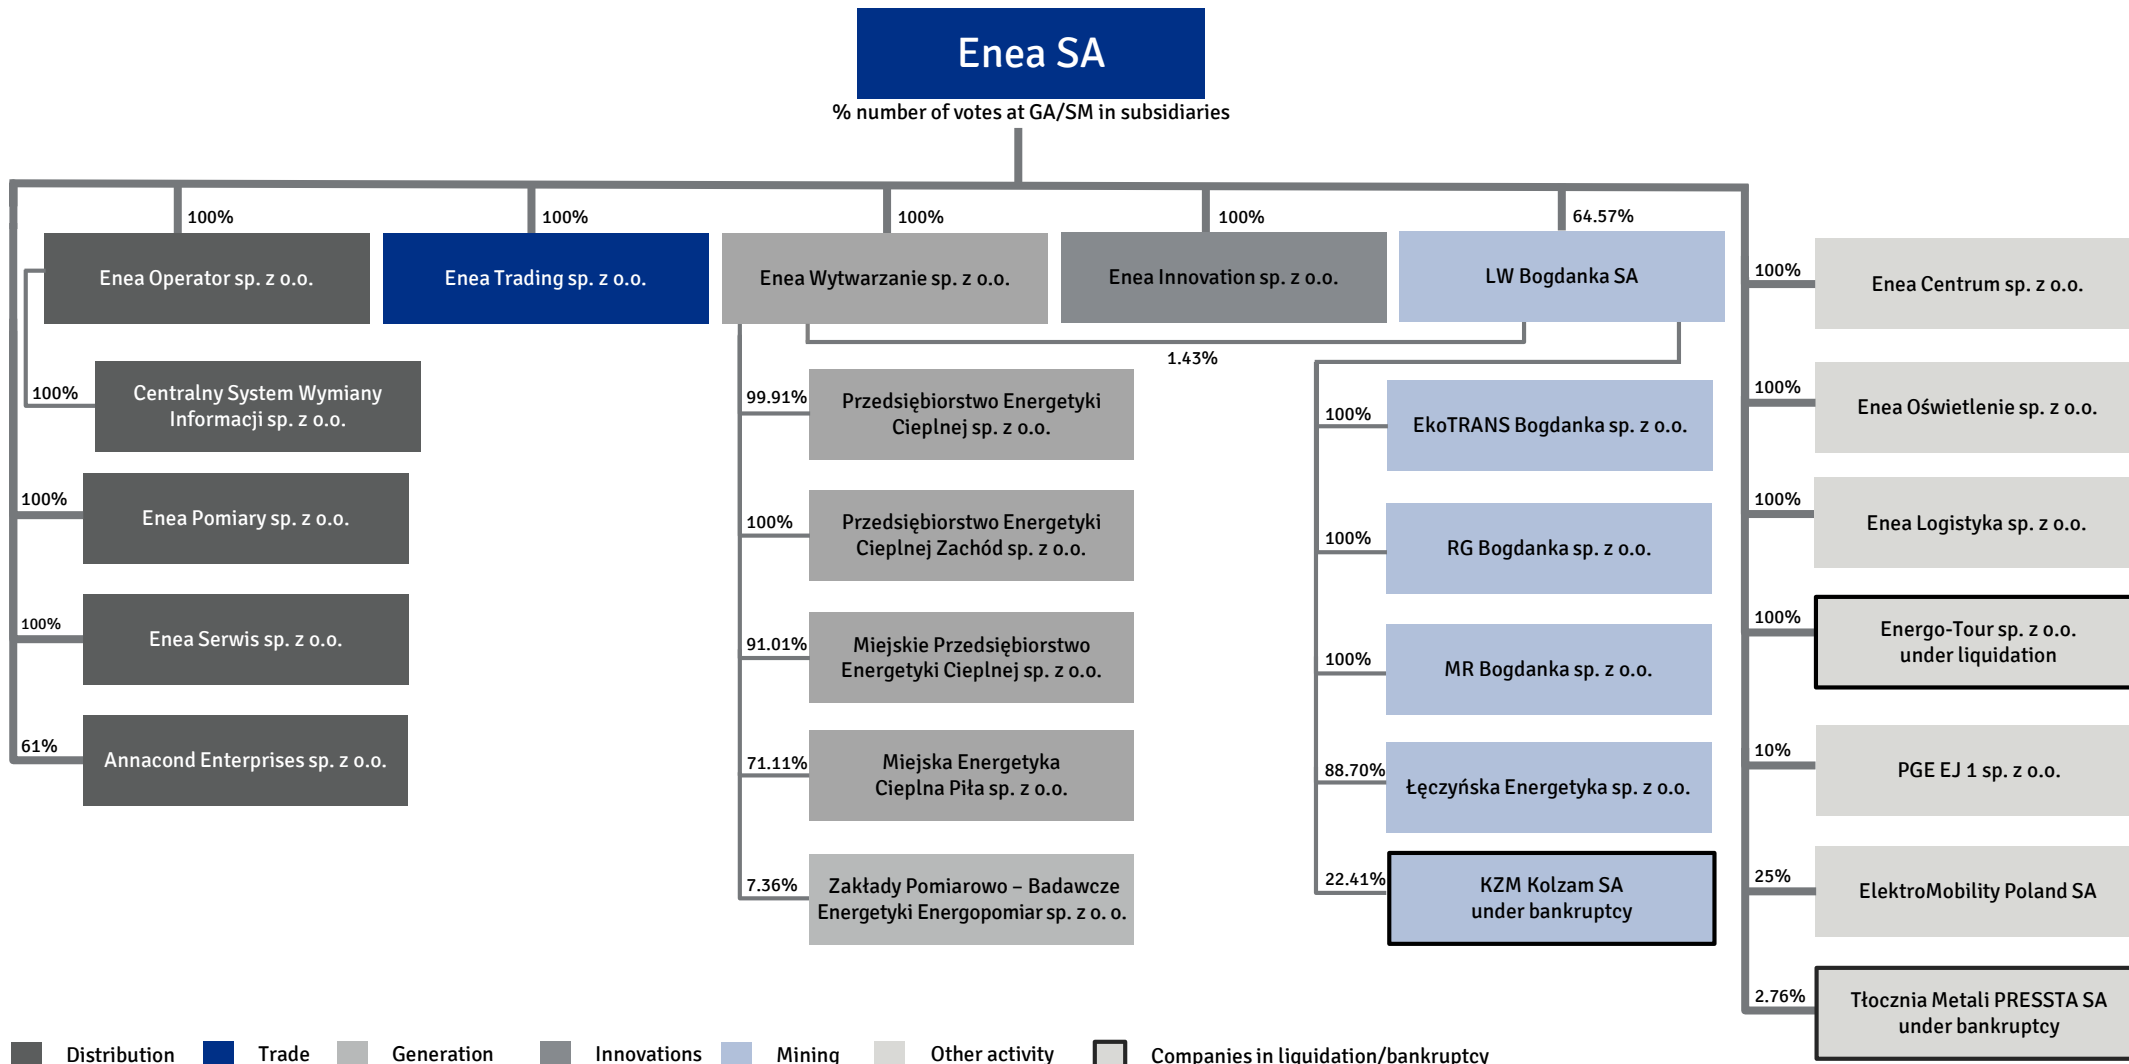 Enea SA
% number of votes at GA/SM in subsidiaries
100%
100%
100%
100%
64.57%
Enea Operator sp. z o.o.
Enea Trading sp. z o.o.
Enea Wytwarzanie sp. z o.o.
Enea Innovation sp. z o.o.
LW Bogdanka SA
1.43%
100%
Centralny System Wymiany
Informacji sp. z o.o.
100%
Enea Pomiary sp. z o.o.
100%
Enea Serwis sp. z o.o.
61%
Annacond Enterprises sp. z o.o.
99.91%
Przedsiębiorstwo Energetyki
Cieplnej sp. z o.o.
100%
Przedsiębiorstwo Energetyki
Cieplnej Zachód sp. z o.o.
91.01%
Miejskie Przedsiębiorstwo
Energetyki Cieplnej sp. z o.o.
71.11%
Miejska Energetyka
Cieplna Piła sp. z o.o.
7.36%
Zakłady Pomiarowo – Badawcze
Energetyki Energopomiar sp. z o. o.
100%
EkoTRANS Bogdanka sp. z o.o.
100%
RG Bogdanka sp. z o.o.
100%
MR Bogdanka sp. z o.o.
88.70%
Łęczyńska Energetyka sp. z o.o.
22.41%
KZM Kolzam SA
under bankruptcy
100%
Enea Centrum sp. z o.o.
100%
Enea Oświetlenie sp. z o.o.
100%
Enea Logistyka sp. z o.o.
100%
Energo-Tour sp. z o.o.
under liquidation
10%
PGE EJ 1 sp. z o.o.
25%
ElektroMobility Poland SA
2.76%
Tłocznia Metali PRESSTA SA
under bankruptcy
Distribution
Trade
Generation
Innovations
Mining
Other activity
Companies in liquidation/bankruptcy